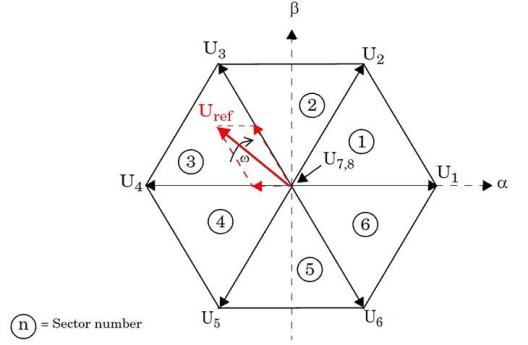 β
U3
U2
Uref
2
1
ω
3
U7,8
U4
U1
α
4
6
5
U5
U6
n = Sector number